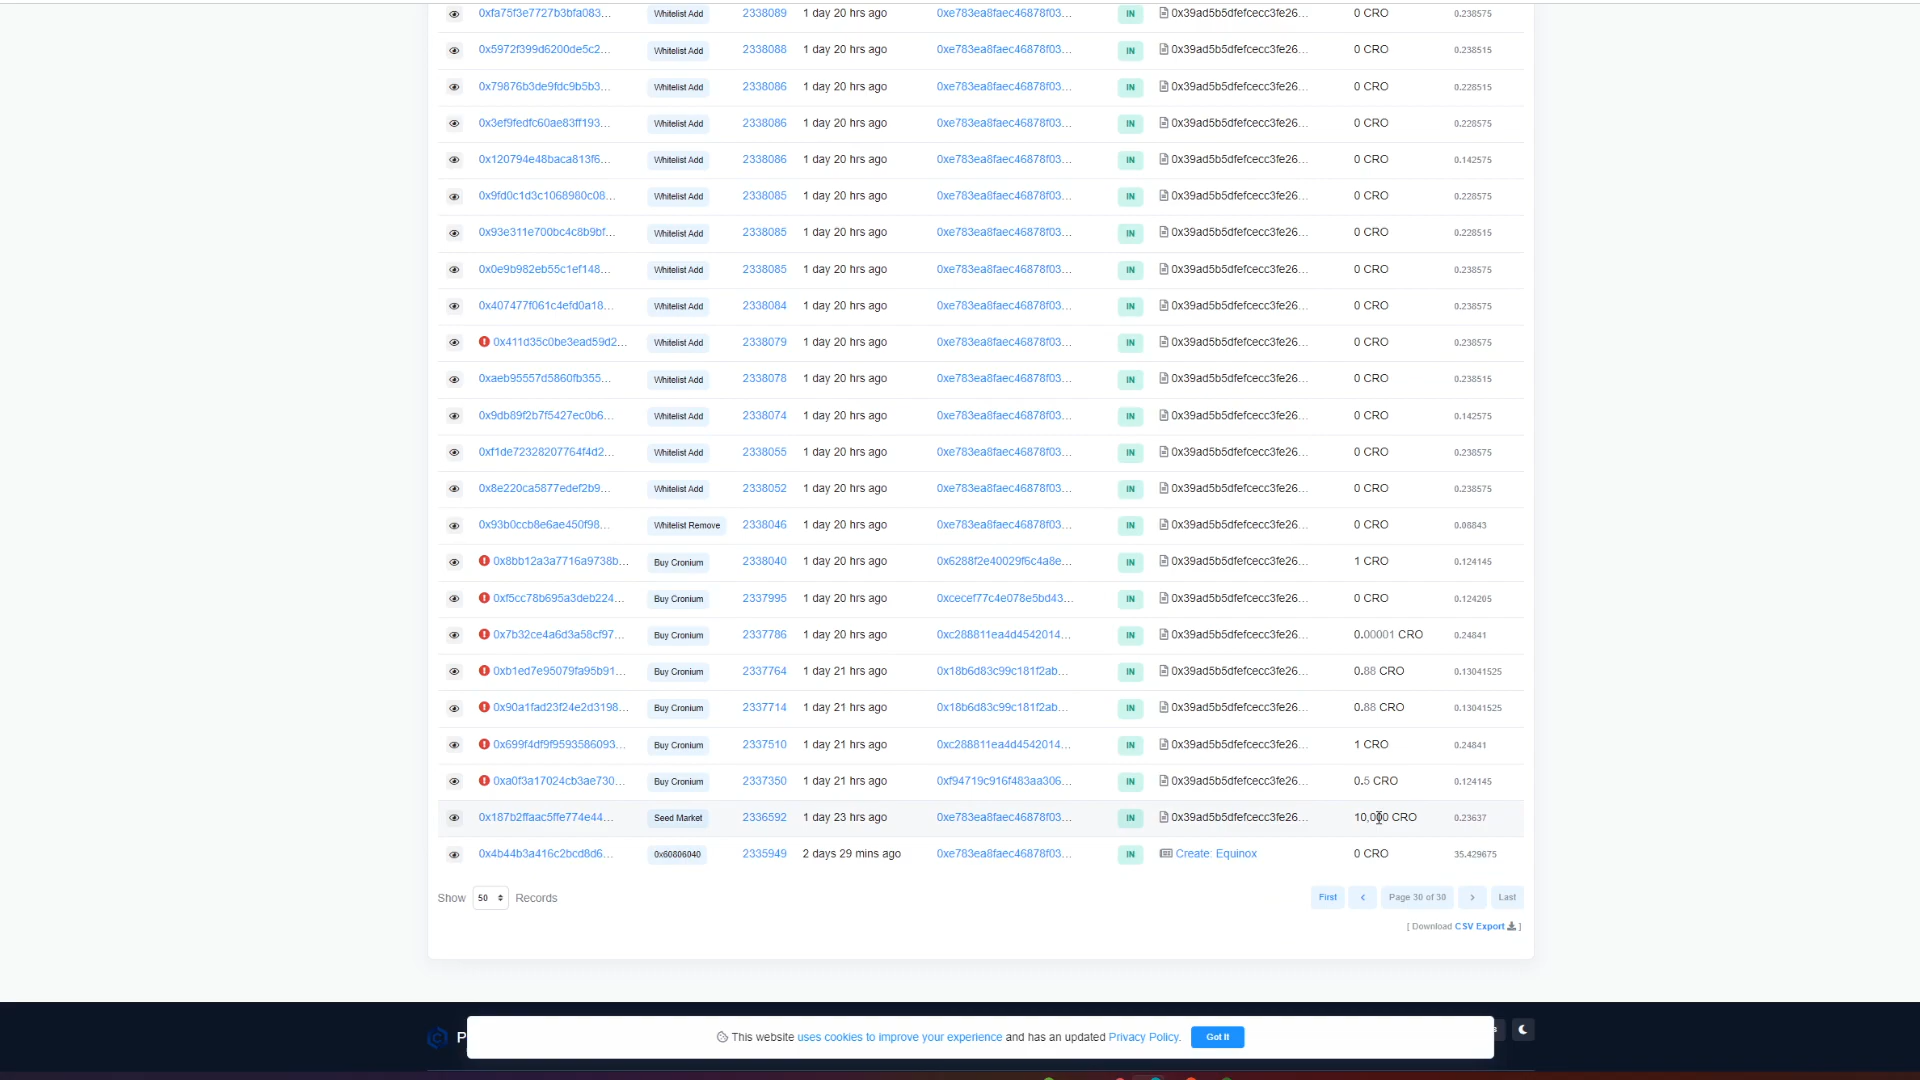 0xfa75f3e7727b3bfa083... Whitelist Add 2338089 1 day 20 hrs ago 0xe783ea8faec46878f03... IN 0x39ad5b5dfefcecc3fe26... 0 CRO 0.238575
0x5972f399d6200de5c2... Whitelist Add 2338088 1 day 20 hrs ago 0xe783ea8faec46878f03... IN 0x39ad5b5dfefcecc3fe26... 0 CRO 0.238515
0x79876b3de9fdc9b5b3... Whitelist Add 2338086 1 day 20 hrs ago 0xe783ea8faec46878f03... IN 0x39ad5b5dfefcecc3fe26... 0 CRO 0.228515
0x3ef9fedfc60ae83ff193... Whitelist Add 2338086 1 day 20 hrs ago 0xe783ea8faec46878f03... IN 0x39ad5b5dfefcecc3fe26... 0 CRO 0.228575
0x120794e48baca813f6... Whitelist Add 2338086 1 day 20 hrs ago 0xe783ea8faec46878f03... IN 0x39ad5b5dfefcecc3fe26... 0 CRO 0.142575
0x9fd0c1d3c1068980c08... Whitelist Add 2338085 1 day 20 hrs ago 0xe783ea8faec46878f03... IN 0x39ad5b5dfefcecc3fe26... 0 CRO 0.228575
0x93e311e700bc4c8b9bf... Whitelist Add 2338085 1 day 20 hrs ago 0xe783ea8faec46878f03... IN 0x39ad5b5dfefcecc3fe26... 0 CRO 0.228515
0x0e9b982eb55c1ef148... Whitelist Add 2338085 1 day 20 hrs ago 0xe783ea8faec46878f03... IN 0x39ad5b5dfefcecc3fe26... 0 CRO 0.238575
0x407477f061c4efd0a18... Whitelist Add 2338084 1 day 20 hrs ago 0xe783ea8faec46878f03... IN 0x39ad5b5dfefcecc3fe26... 0 CRO 0.238575
0x411d35c0be3ead59d2... Whitelist Add 2338079 1 day 20 hrs ago 0xe783ea8faec46878f03... IN 0x39ad5b5dfefcecc3fe26... 0 CRO 0.238575
0xaeb95557d5860fb355... Whitelist Add 2338078 1 day 20 hrs ago 0xe783ea8faec46878f03... IN 0x39ad5b5dfefcecc3fe26... 0 CRO 0.238515
0x9db89f2b7f5427ec0b6... Whitelist Add 2338074 1 day 20 hrs ago 0xe783ea8faec46878f03... IN 0x39ad5b5dfefcecc3fe26... 0 CRO 0.142575
0xf1de72328207764f4d2... Whitelist Add 2338055 1 day 20 hrs ago 0xe783ea8faec46878f03... IN 0x39ad5b5dfefcecc3fe26... 0 CRO 0.238575
0x8e220ca5877edef2b9... Whitelist Add 2338052 1 day 20 hrs ago 0xe783ea8faec46878f03... IN 0x39ad5b5dfefcecc3fe26... 0 CRO 0.238575
0x93b0ccb8e6ae450f98... Whitelist Remove 2338046 1 day 20 hrs ago 0xe783ea8faec46878f03... IN 0x39ad5b5dfefcecc3fe26... 0 CRO 0.08843
0x8bb12a3a7716a9738b... Buy Cronium 2338040 1 day 20 hrs ago 0x6288f2e40029f6c4a8e... IN 0x39ad5b5dfefcecc3fe26... 1 CRO 0.124145
0xf5cc78b695a3deb224... Buy Cronium 2337995 1 day 20 hrs ago 0xcecef77c4e078e5bd43... IN 0x39ad5b5dfefcecc3fe26... 0 CRO 0.124205
0x7b32ce4a6d3a58cf97... Buy Cronium 2337786 1 day 20 hrs ago 0xc288811ea4d4542014... IN 0x39ad5b5dfefcecc3fe26... 0.00001 CRO 0.24841
0xb1ed7e95079fa95b91... Buy Cronium 2337764 1 day 21 hrs ago 0x18b6d83c99c181f2ab... IN 0x39ad5b5dfefcecc3fe26... 0.88 CRO 0.13041525
0x90a1fad23f24e2d3198... Buy Cronium 2337714 1 day 21 hrs ago 0x18b6d83c99c181f2ab... IN 0x39ad5b5dfefcecc3fe26... 0.88 CRO 0.13041525
0x699f4df9f9593586093... Buy Cronium 2337510 1 day 21 hrs ago 0xc288811ea4d4542014... IN 0x39ad5b5dfefcecc3fe26... 1 CRO 0.24841
0xa0f3a17024cb3ae730... Buy Cronium 2337350 1 day 21 hrs ago 0xf94719c916f483aa306... IN 0x39ad5b5dfefcecc3fe26... 0.5 CRO 0.124145
0x187b2ffaac5ffe774e44... Seed Market 2336592 1 day 23 hrs ago 0xe783ea8faec46878f03... IN 0x39ad5b5dfefcecc3fe26... 10,000 CRO 0.23637
0x4b44b3a416c2bcd8d6... 0x60806040 2335949 2 days 29 mins ago 0xe783ea8faec46878f03... IN Create: Equinox 0 CRO 35.429675
Show 50 Records First Page 30 of 30 Last
[ Download CSV Export ]
P
This website uses cookies to improve your experience and has an updated Privacy Policy. Got It